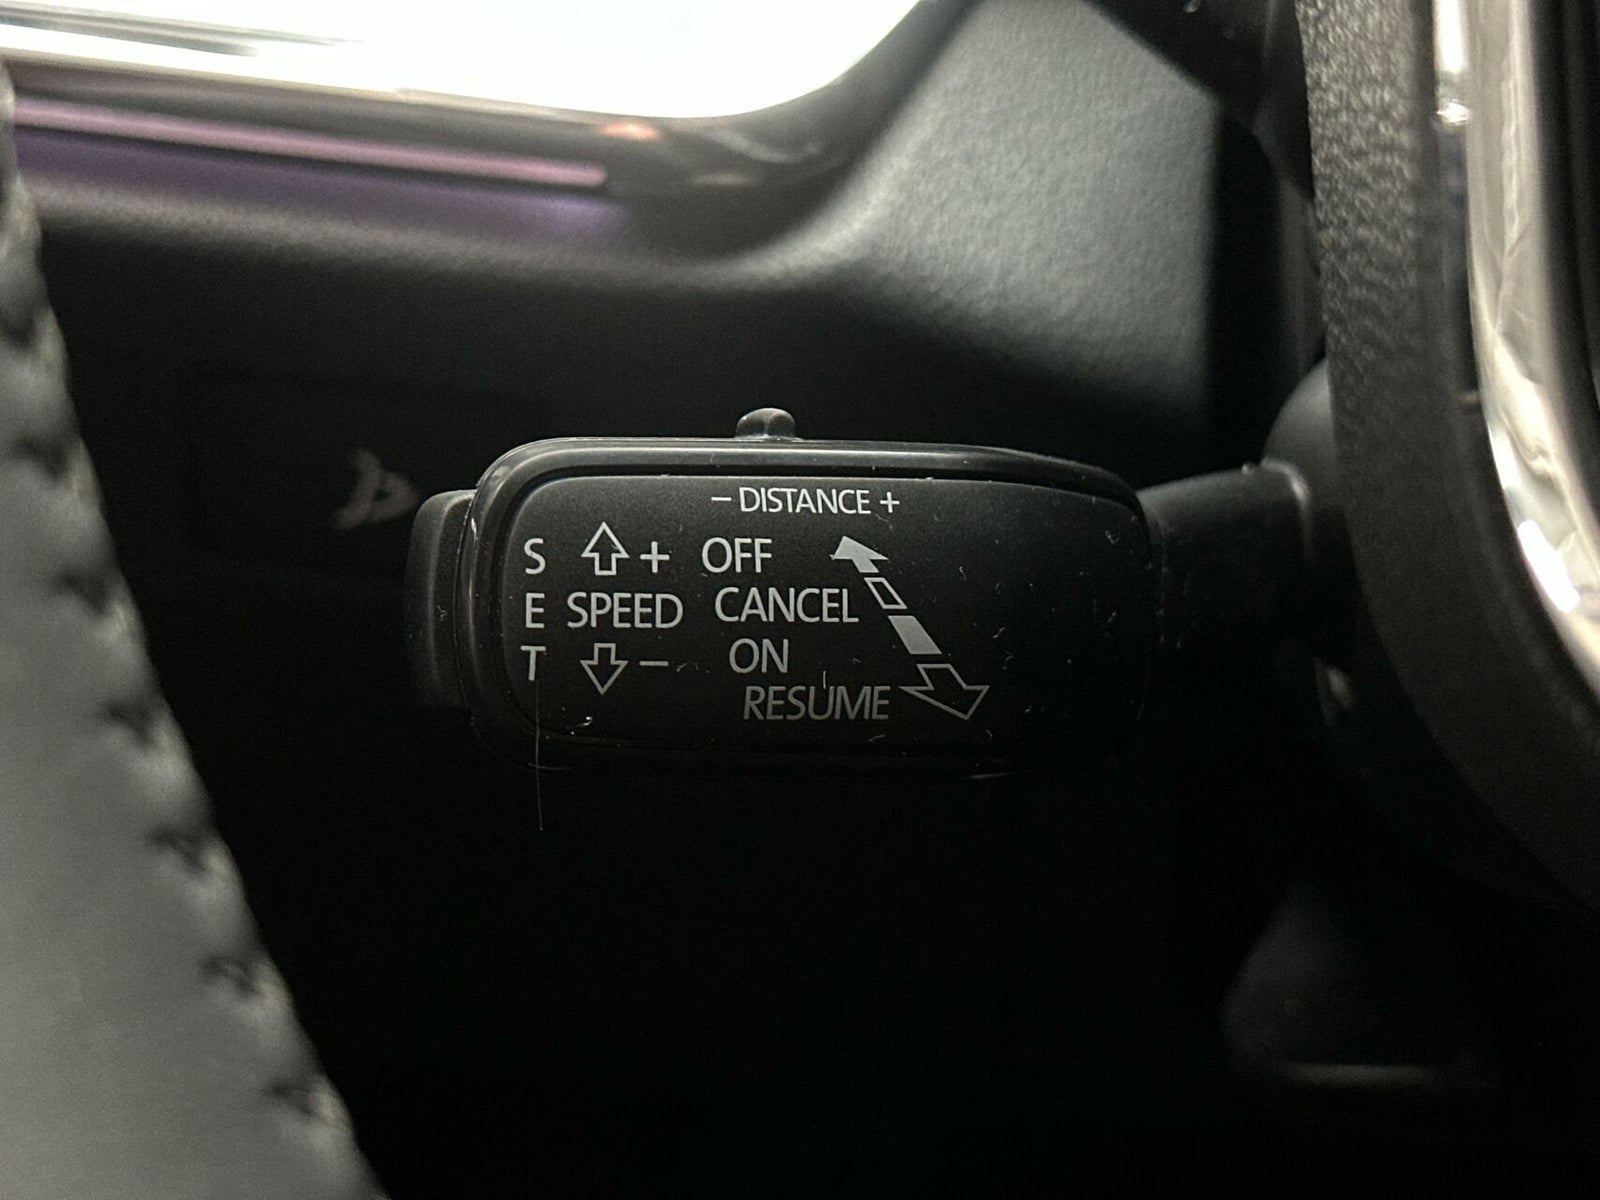 − DISTANCE +
S + OFF
E SPEED CANCEL
T − ON
RESUME